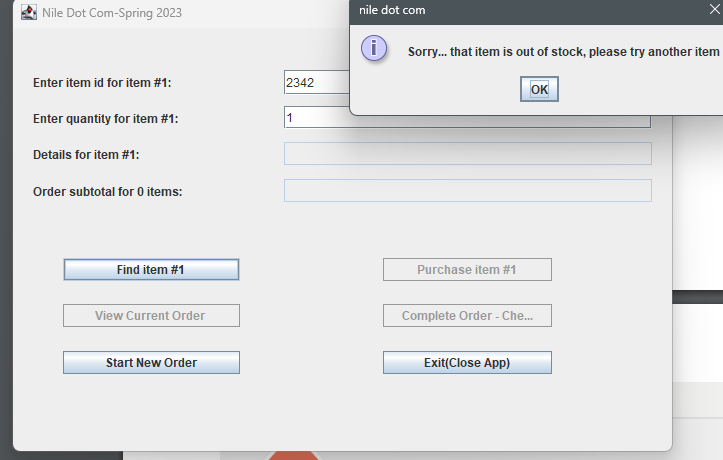 Nile Dot Com-Spring 2023
nile dot com
Sorry... that item is out of stock, please try another item
OK
Enter item id for item #1:
2342
Enter quantity for item #1:
1
Details for item #1:
Order subtotal for 0 items:
Find item #1
Purchase item #1
View Current Order
Complete Order - Che...
Start New Order
Exit(Close App)